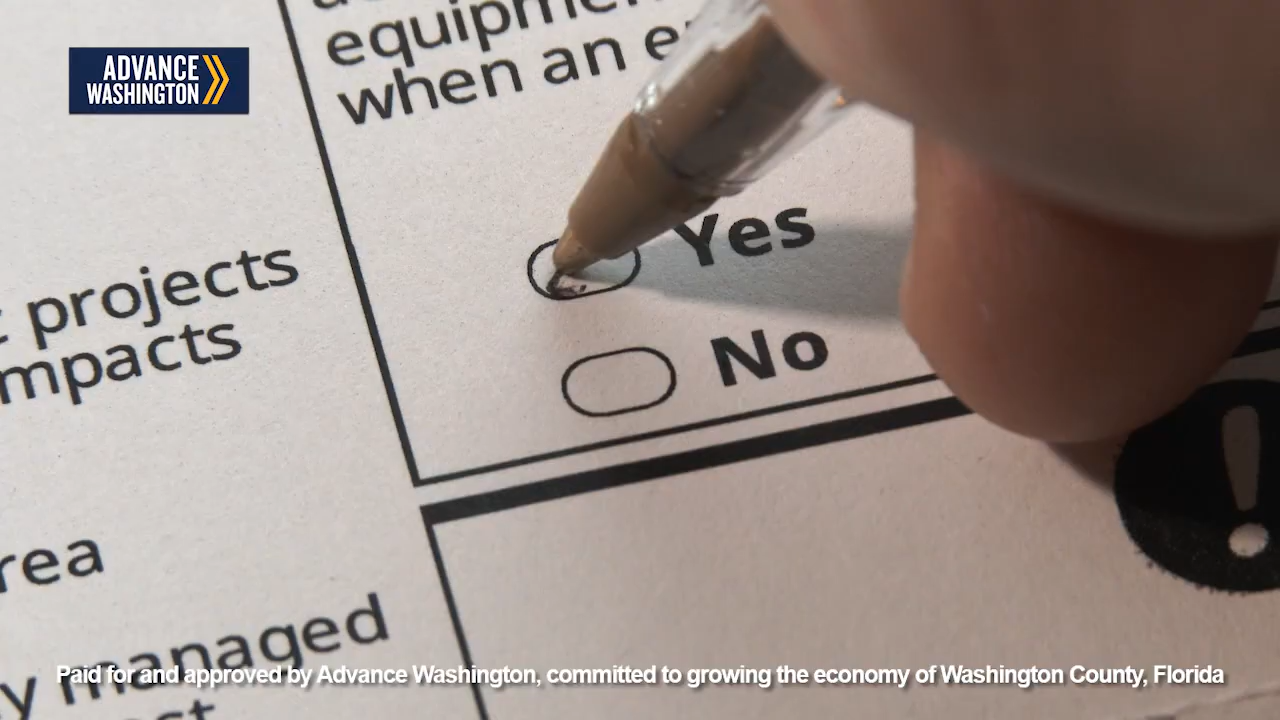 ADVANCE
WASHINGTON
equipmen
when an e
Yes
No
projects
mpacts
rea
managed
Paid for and approved by Advance Washington, committed to growing the economy of Washington County, Florida